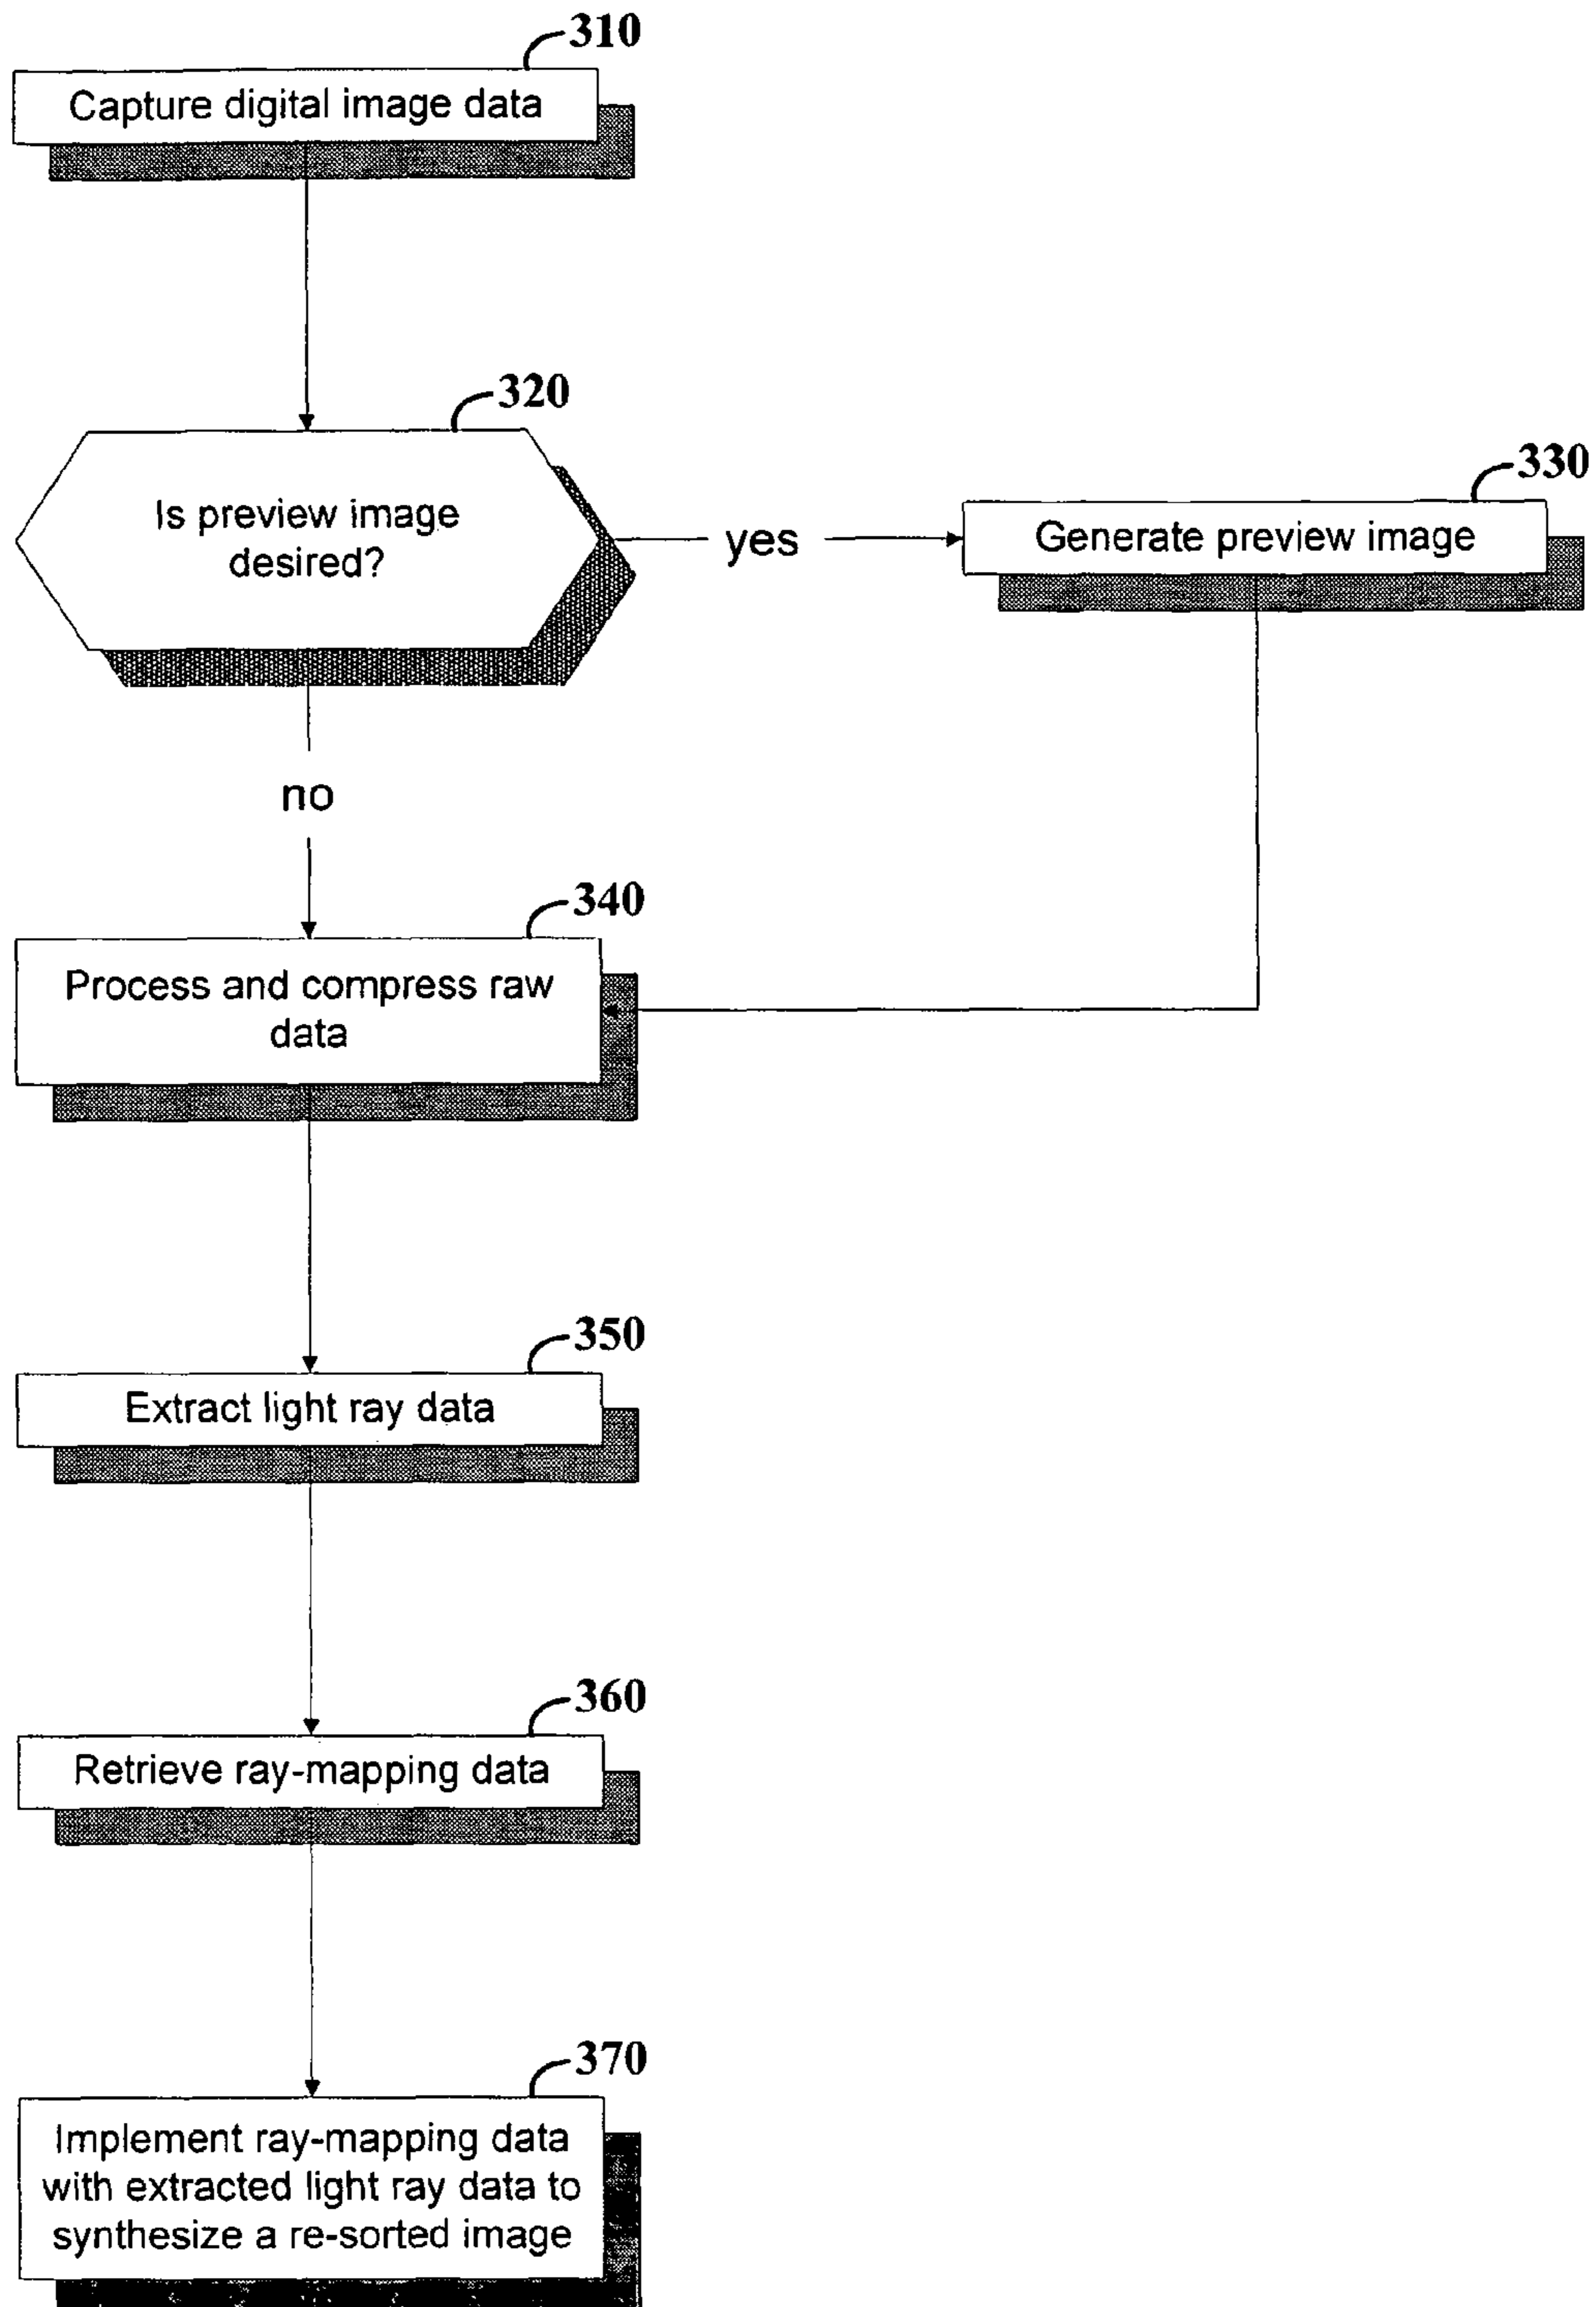 310
Capture digital image data
320
Is preview image
desired?
yes
330
Generate preview image
no
340
Process and compress raw
data
350
Extract light ray data
360
Retrieve ray-mapping data
370
Implement ray-mapping data
with extracted light ray data to
synthesize a re-sorted image